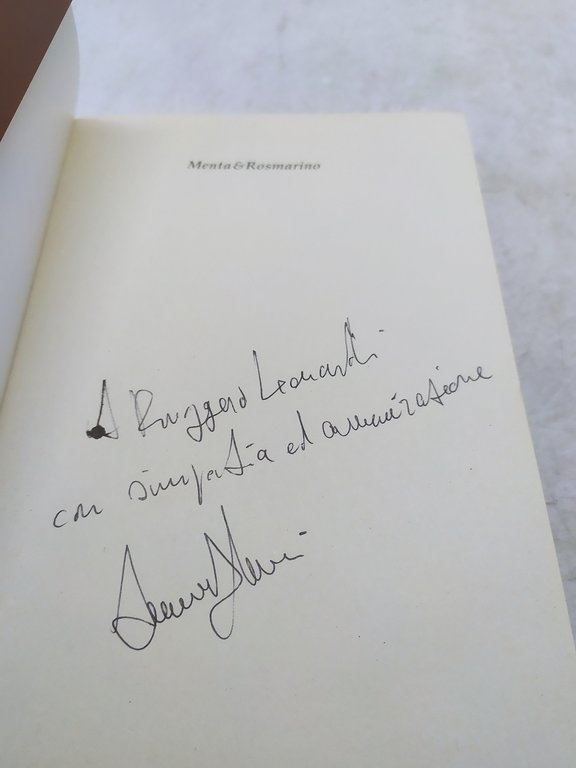 Menta&Rosmarino
A Ruggero Leonardi
con simpatia ed ammirazione